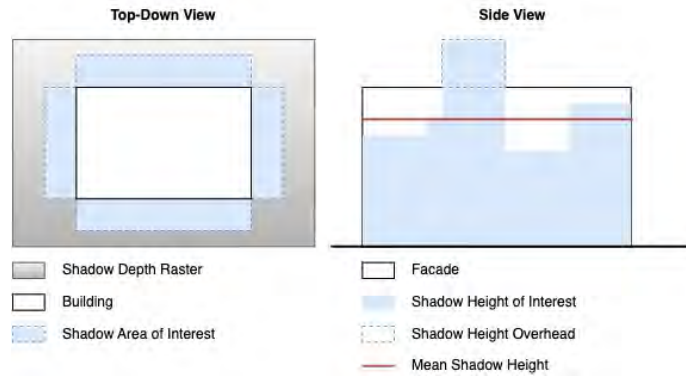 Top-Down View
Side View
Shadow Depth Raster
Building
Shadow Area of Interest
Facade
Shadow Height of Interest
Shadow Height Overhead
Mean Shadow Height